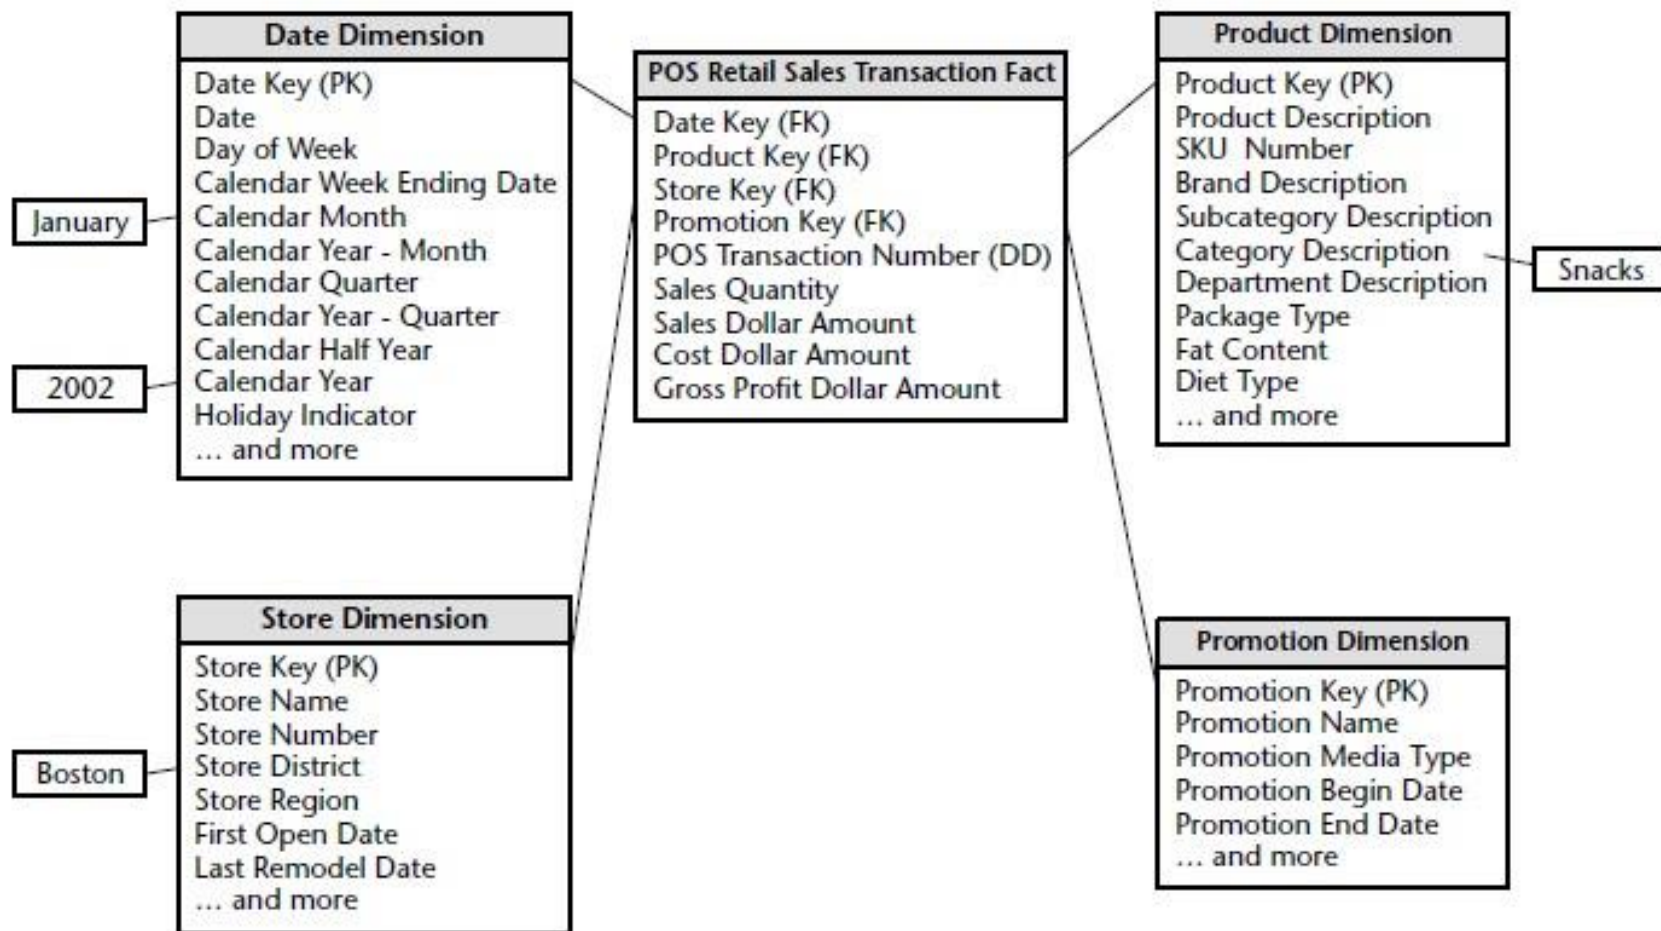 Date Dimension
Date Key (PK)
Date
Day of Week
Calendar Week Ending Date
Calendar Month
Calendar Year - Month
Calendar Quarter
Calendar Year - Quarter
Calendar Half Year
Calendar Year
Holiday Indicator
... and more
January
2002
POS Retail Sales Transaction Fact
Date Key (FK)
Product Key (FK)
Store Key (FK)
Promotion Key (FK)
POS Transaction Number (DD)
Sales Quantity
Sales Dollar Amount
Cost Dollar Amount
Gross Profit Dollar Amount
Product Dimension
Product Key (PK)
Product Description
SKU Number
Brand Description
Subcategory Description
Category Description
Department Description
Package Type
Fat Content
Diet Type
... and more
Snacks
Store Dimension
Store Key (PK)
Store Name
Store Number
Store District
Store Region
First Open Date
Last Remodel Date
... and more
Boston
Promotion Dimension
Promotion Key (PK)
Promotion Name
Promotion Media Type
Promotion Begin Date
Promotion End Date
... and more